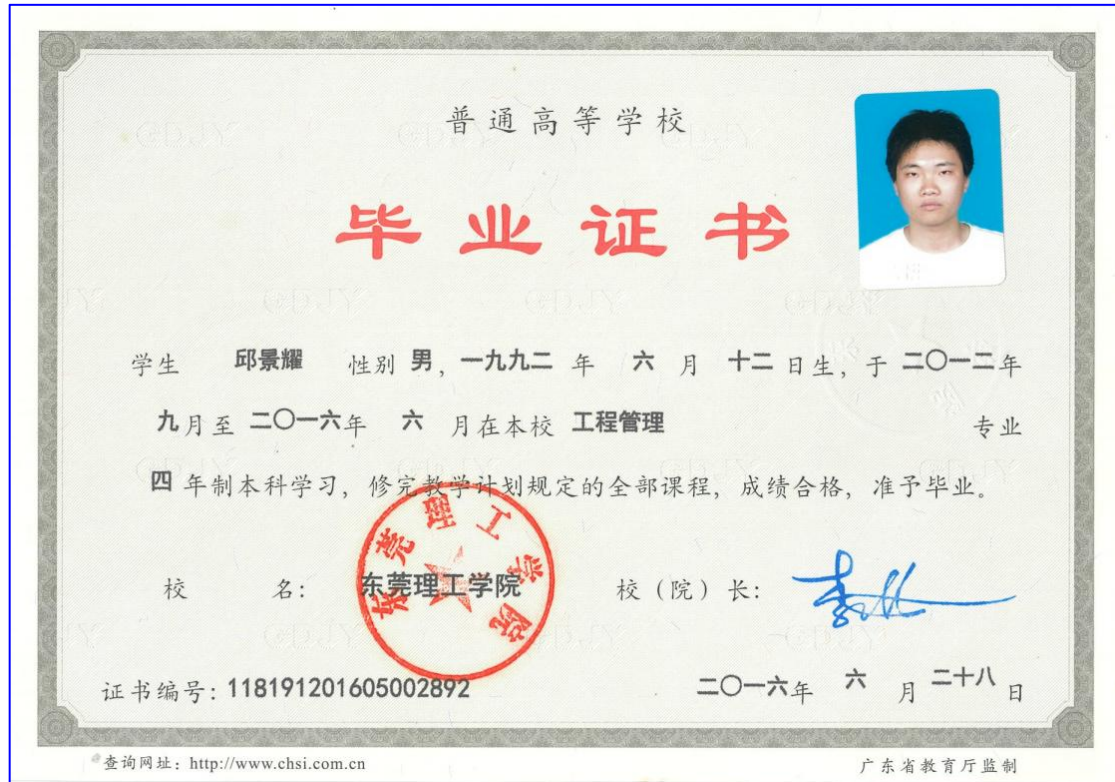 普通高等学校
毕业证书
学生 邱景耀 性别 男，一九九二 年 六 月 十二 日生，于 二〇一二年
九月至 二〇一六年 六 月在本校 工程管理 专业
四 年制本科学习，修完教学计划规定的全部课程，成绩合格，准予毕业。
东莞理工学院
校 名： 东莞理工学院 校（院）长：
证书编号：118191201605002892 二〇一六年 六 月 二十八 日
查询网址：http://www.chsi.com.cn 广东省教育厅监制